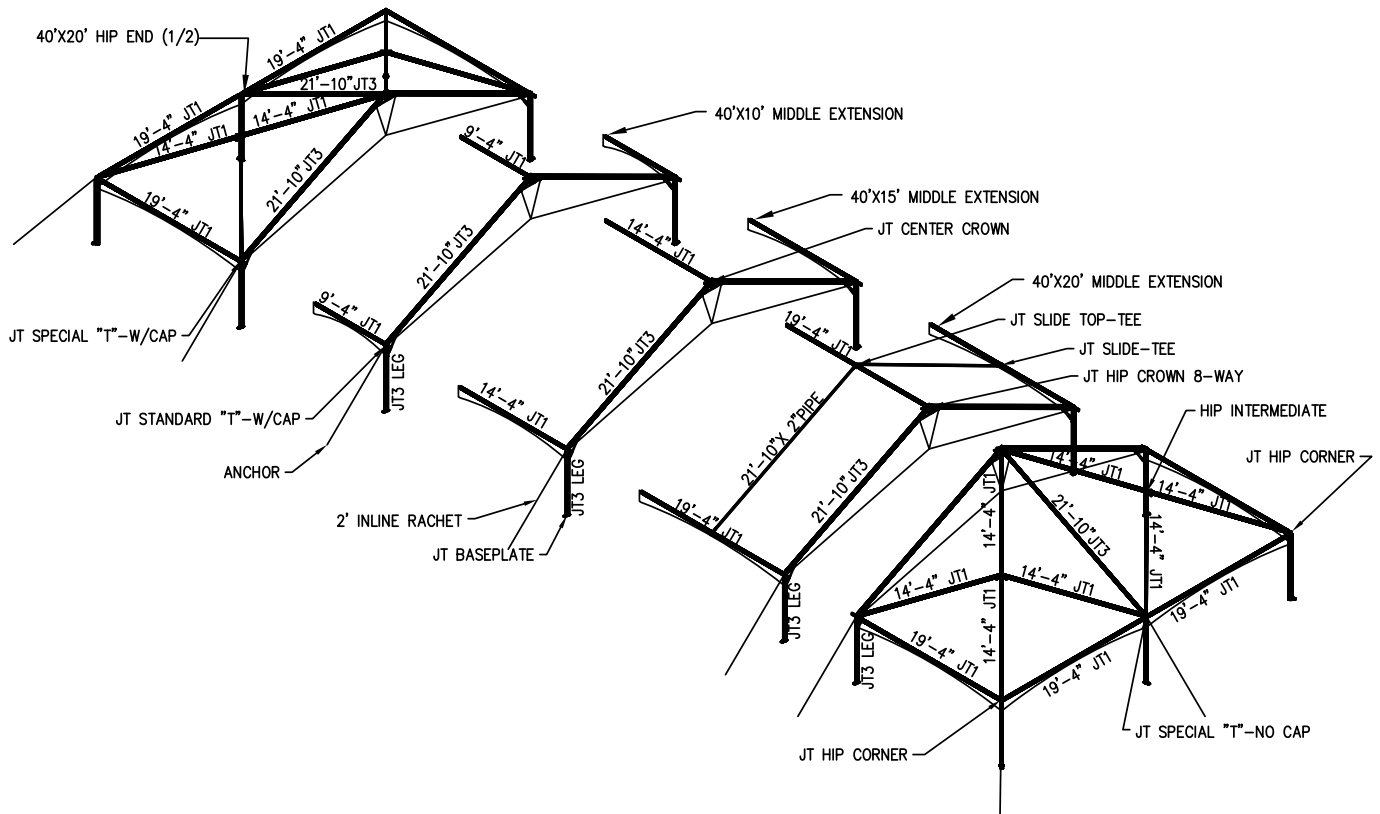 40'X20' HIP END (1/2)
19'-4" JT1
21'-10"JT3
19'-4" JT1
14'-4" JT1
14'-4" JT1
21'-10"JT3
19'-4" JT1
40'X10' MIDDLE EXTENSION
9'-4" JT1
21'-10"JT3
9'-4" JT1
JT3 LEG
40'X15' MIDDLE EXTENSION
JT CENTER CROWN
14'-4" JT1
21'-10"JT3
14'-4" JT1
JT3 LEG
40'X20' MIDDLE EXTENSION
JT SLIDE TOP-TEE
JT SLIDE-TEE
JT HIP CROWN 8-WAY
19'-4" JT1
21'-10"X 2"PIPE
21'-10"JT3
19'-4" JT1
JT3 LEG
HIP INTERMEDIATE
JT HIP CORNER
JT SPECIAL "T"-W/CAP
JT STANDARD "T"-W/CAP
ANCHOR
2' INLINE RACHET
JT BASEPLATE
14'-4" JT1
14'-4" JT1
14'-4" JT1
21'-10"JT3
14'-4" JT1
14'-4" JT1
14'-4" JT1
14'-4" JT1
19'-4" JT1
19'-4" JT1
19'-4" JT1
JT3 LEG
JT SPECIAL "T"-NO CAP
JT HIP CORNER